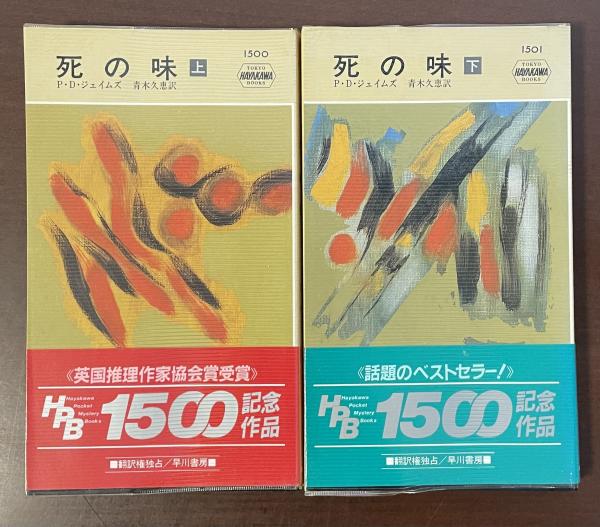 1500
死の味 上
P・D・ジェイムズ 青木久恵訳
TOKYO
HAYAKAWA
BOOKS
《英国推理作家協会賞受賞》
HPB
Hayakawa
Pocket
Mystery
Books
1500
記念
作品
■翻訳権独占/早川書房■
1501
死の味 下
P・D・ジェイムズ 青木久恵訳
TOKYO
HAYAKAWA
BOOKS
《話題のベストセラー!》
HPB
Hayakawa
Pocket
Mystery
Books
1500
記念
作品
■翻訳権独占/早川書房■